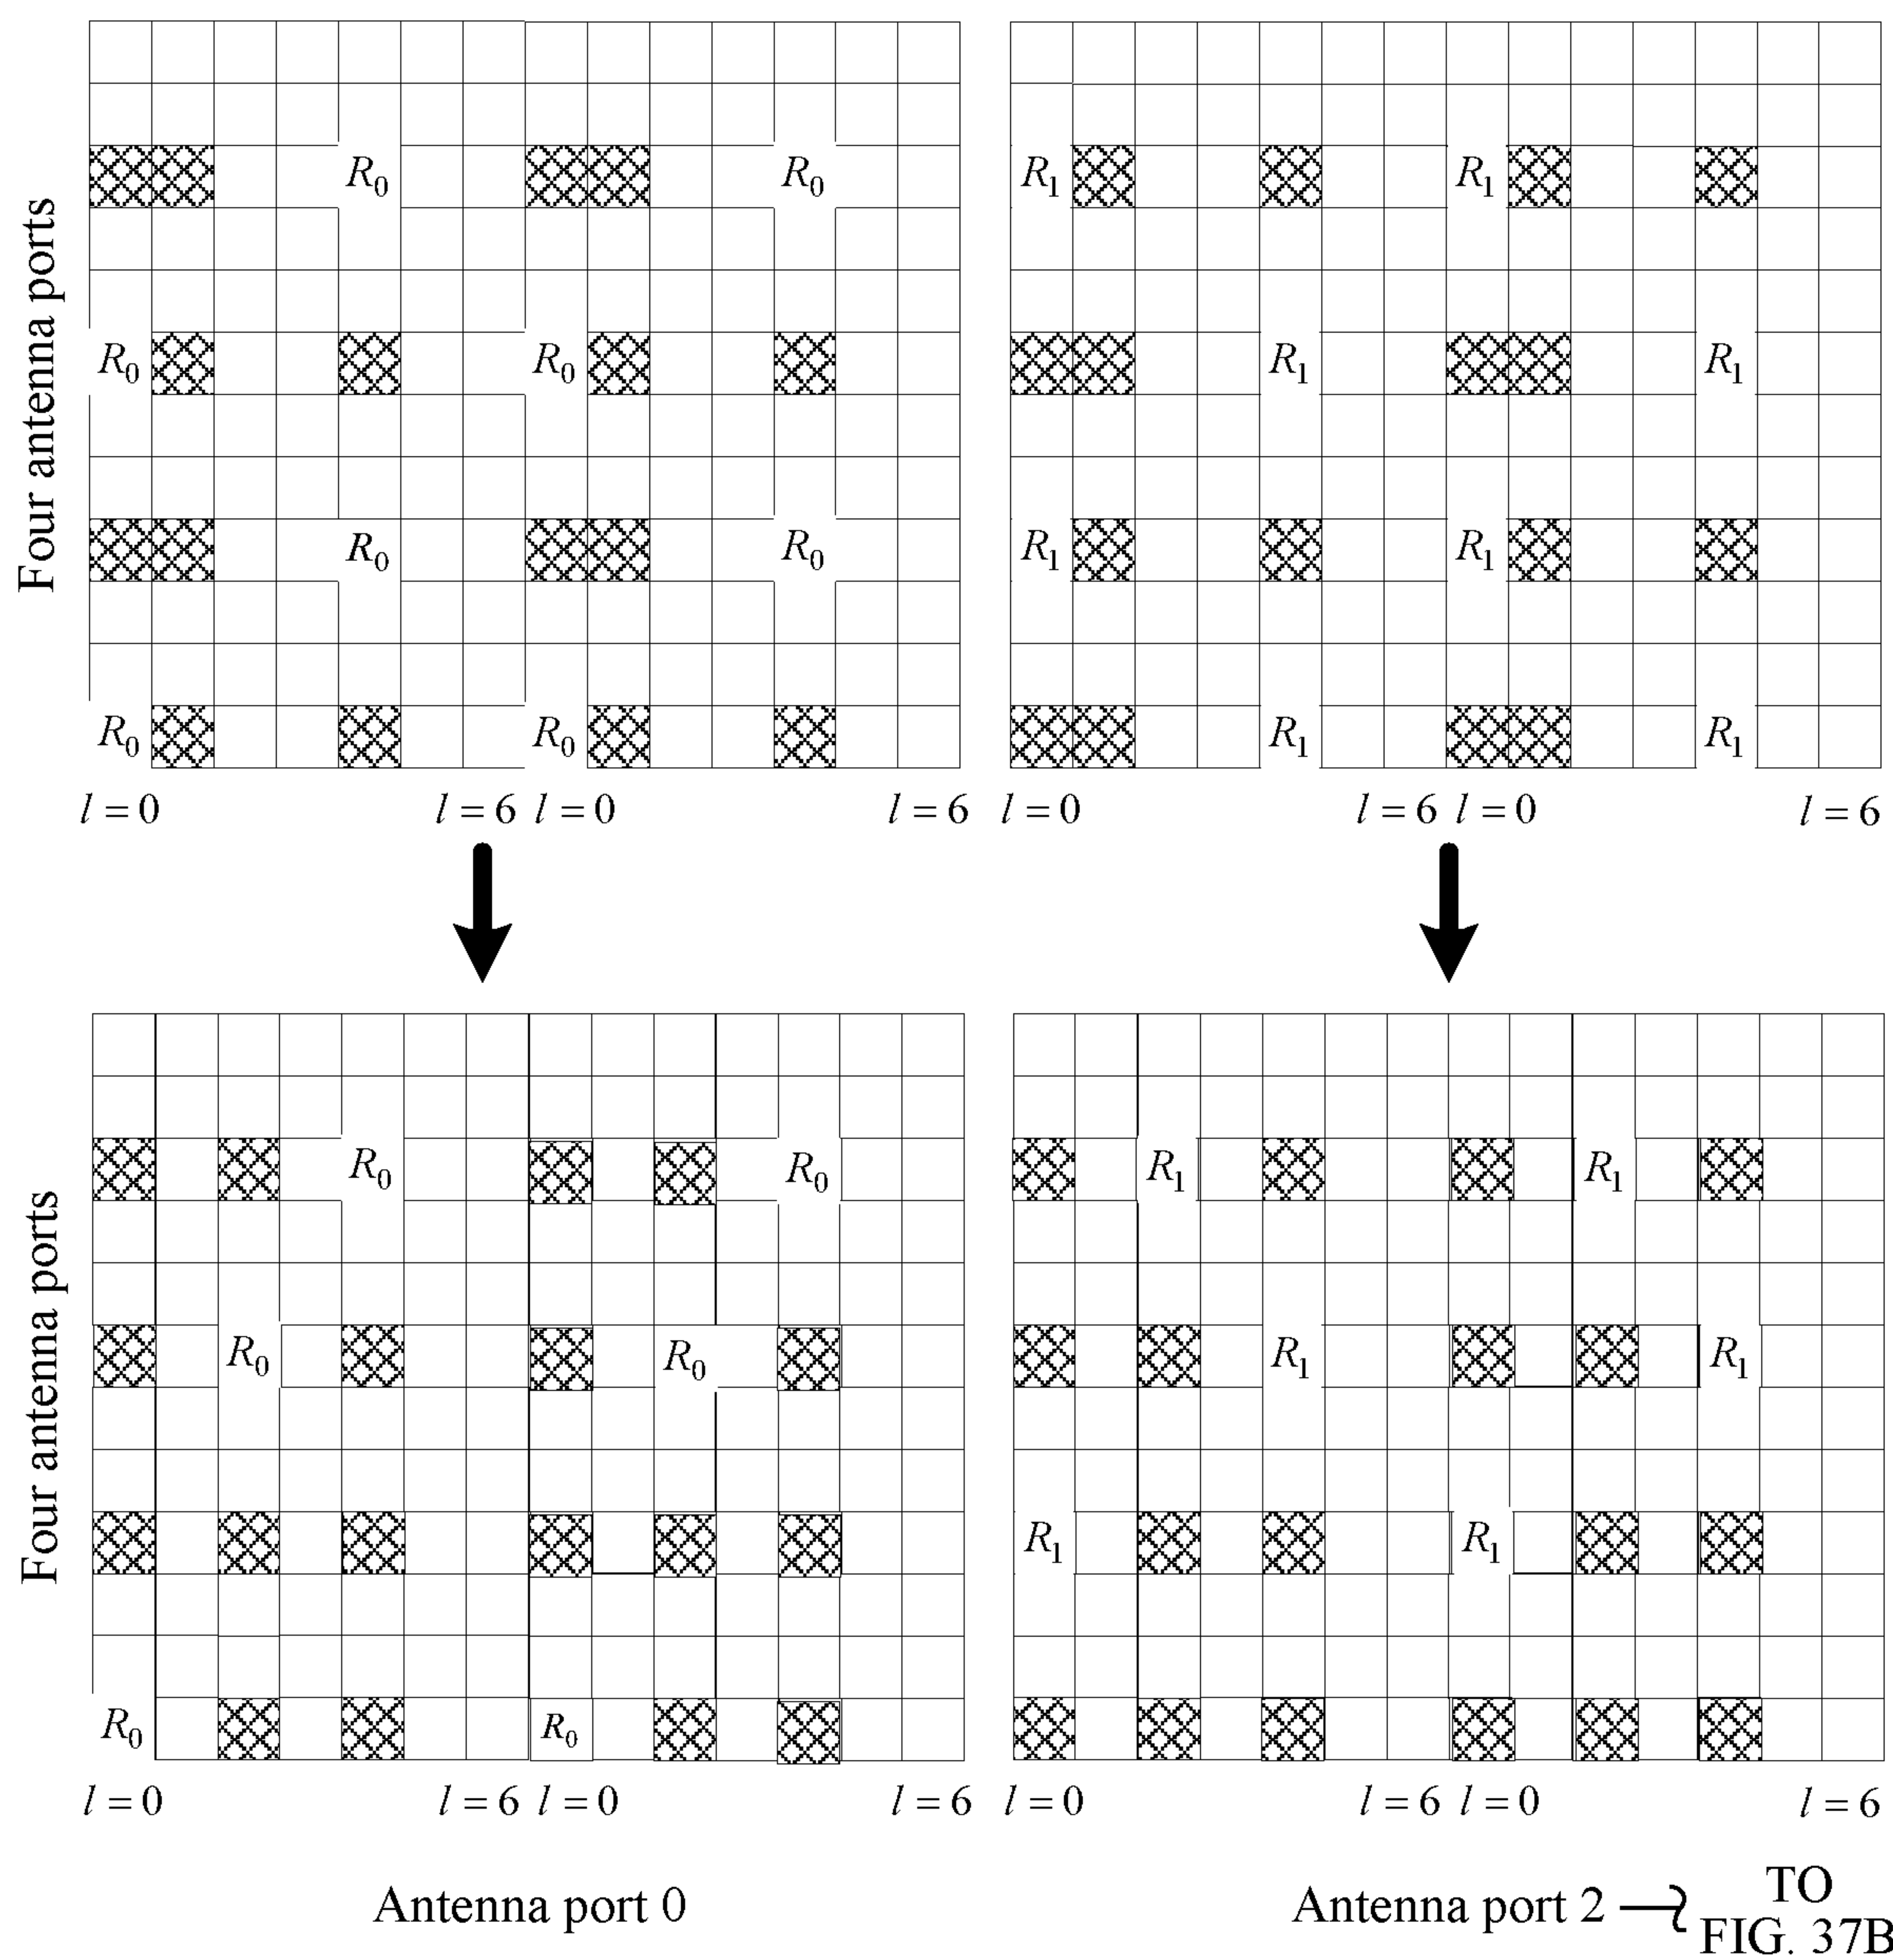 Four antenna ports
R0 R0 R1 R1
R0 R0 R1 R1
R0 R0 R1 R1
R0 R0 R1 R1
l = 0 l = 6 l = 0 l = 6 l = 0 l = 6 l = 0 l = 6
Four antenna ports
R0 R0 R1 R1
R0 R0 R1 R1
R1 R1
R0 R0
l = 0 l = 6 l = 0 l = 6 l = 0 l = 6 l = 0 l = 6
Antenna port 0
Antenna port 2
TO
FIG. 37B